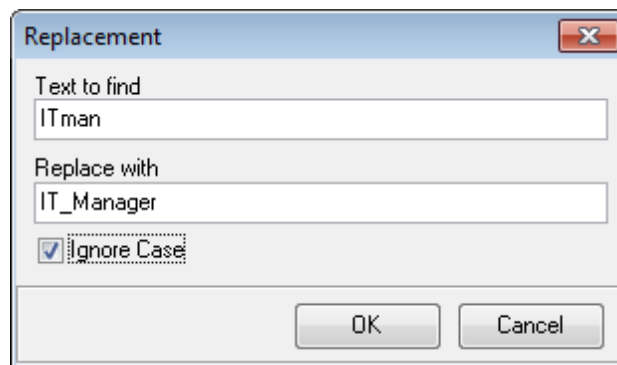 Replacement
Text to find
ITman
Replace with
IT_Manager
Ignore Case
OK Cancel